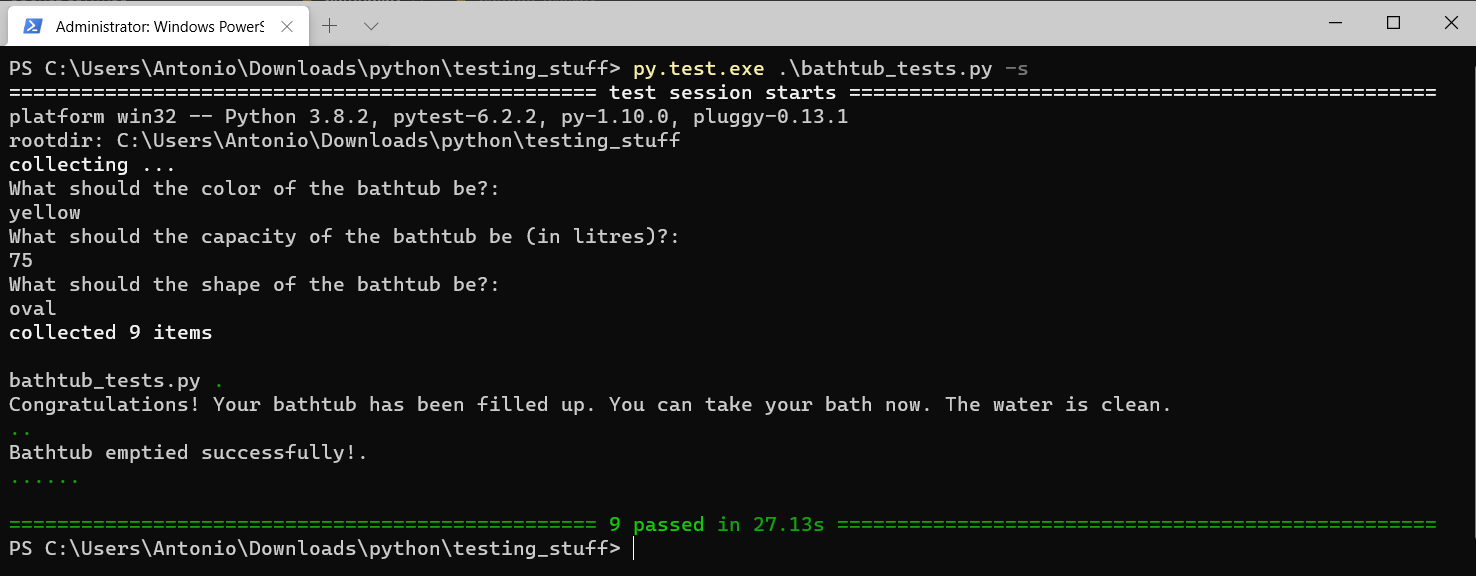 Administrator: Windows PowerS
PS C:\Users\Antonio\Downloads\python\testing_stuff> py.test.exe .\bathtub_tests.py -s
================================================= test session starts =================================================
platform win32 -- Python 3.8.2, pytest-6.2.2, py-1.10.0, pluggy-0.13.1
rootdir: C:\Users\Antonio\Downloads\python\testing_stuff
collecting ...
What should the color of the bathtub be?:
yellow
What should the capacity of the bathtub be (in litres)?:
75
What should the shape of the bathtub be?:
oval
collected 9 items
bathtub_tests.py .
Congratulations! Your bathtub has been filled up. You can take your bath now. The water is clean.
..
Bathtub emptied successfully!.
......
================================================= 9 passed in 27.13s ==================================================
PS C:\Users\Antonio\Downloads\python\testing_stuff>